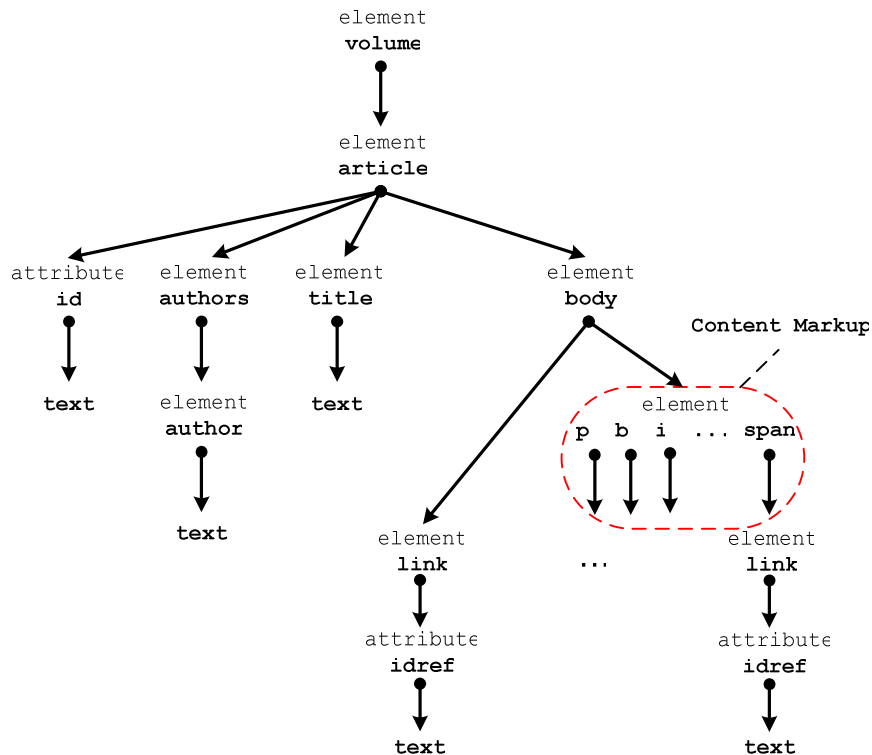 element
volume
element
article
attribute
id
element
authors
element
title
element
body
Content Markup
text
element
author
text
element
p b i ... span
text
element
link
...
element
link
attribute
idref
attribute
idref
text
text